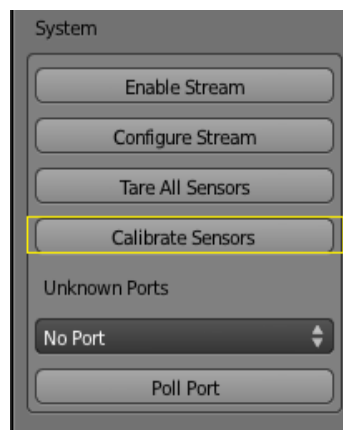 System
Enable Stream
Configure Stream
Tare All Sensors
Calibrate Sensors
Unknown Ports
No Port
Poll Port